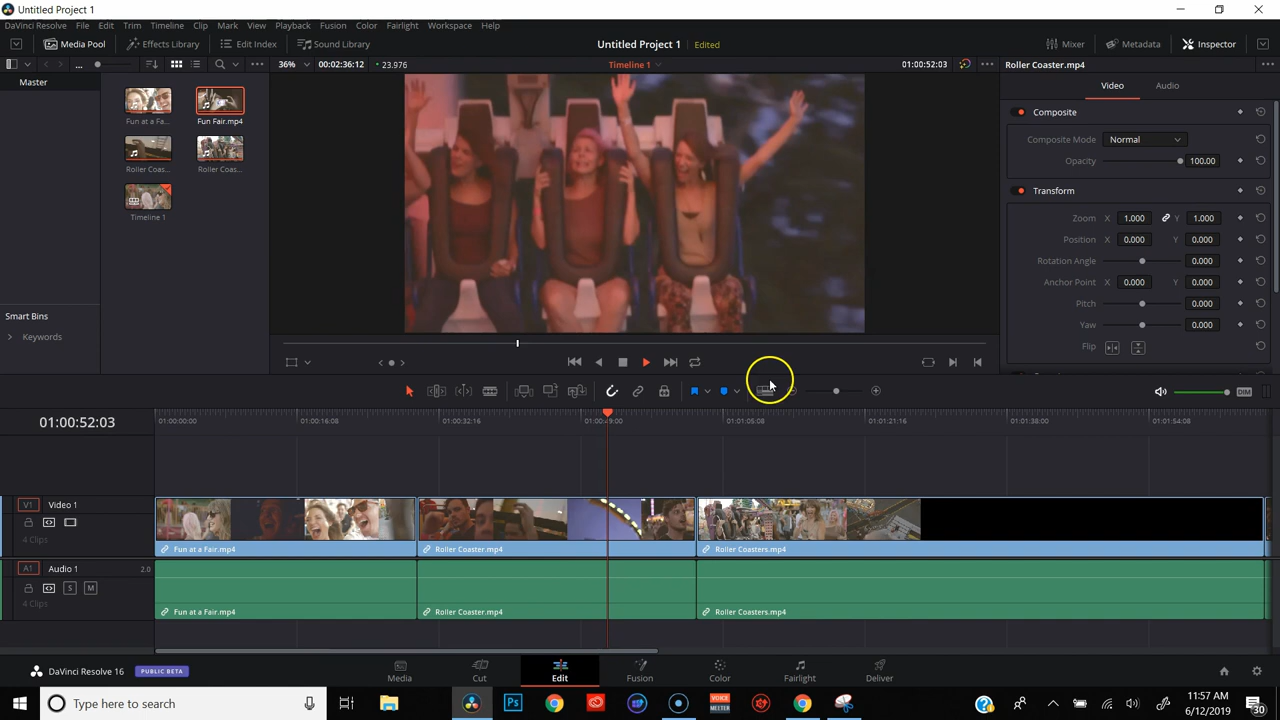 Untitled Project 1
DaVinci Resolve File Edit Trim Timeline Clip Mark View Playback Fusion Color Fairlight Workspace Help
Media Pool Effects Library Edit Index Sound Library Untitled Project 1 Edited Mixer Metadata Inspector
... 36% 00:02:36:12 23.976 Timeline 1 01:00:52:03 Roller Coaster.mp4
Master
Video Audio
Fun at a Fa... Fun Fair.mp4
Composite
Composite Mode Normal
Opacity 100.00
Roller Coas... Roller Coas...
Transform
Timeline 1
Zoom X 1.000 Y 1.000
Position X 0.000 Y 0.000
Rotation Angle 0.000
Anchor Point X 0.000 Y 0.000
Pitch 0.000
Yaw 0.000
Flip
Smart Bins
Keywords
DIM
01:00:52:03 01:00:00:00 01:00:16:08 01:00:32:16 01:00:49:00 01:01:05:08 01:01:21:16 01:01:38:00 01:01:54:08
V1 Video 1
4 Clips
Fun at a Fair.mp4 Roller Coaster.mp4 Roller Coasters.mp4
A1 Audio 1 2.0
S M
4 Clips
Fun at a Fair.mp4 Roller Coaster.mp4 Roller Coasters.mp4
DaVinci Resolve 16 PUBLIC BETA
Media Cut Edit Fusion Color Fairlight Deliver
Type here to search
Ps
VOICE MEETER
11:57 AM
6/12/2019
30